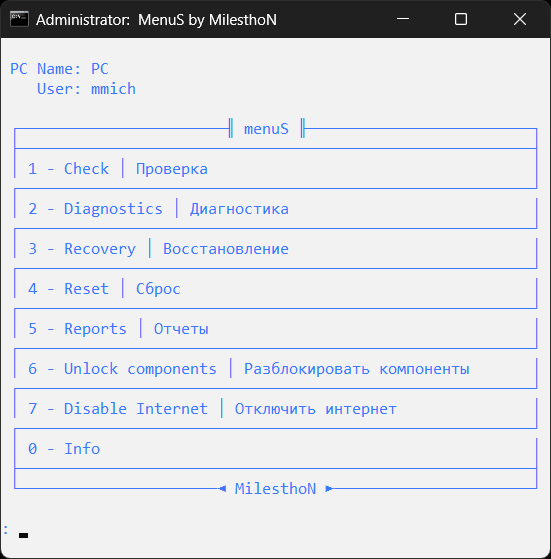 Administrator: MenuS by MilesthoN
PC Name: PC
User: mmich
menuS
1 - Check │ Проверка
2 - Diagnostics │ Диагностика
3 - Recovery │ Восстановление
4 - Reset │ Сброс
5 - Reports │ Отчеты
6 - Unlock components │ Разблокировать компоненты
7 - Disable Internet │ Отключить интернет
0 - Info
◄ MilesthoN ►
: